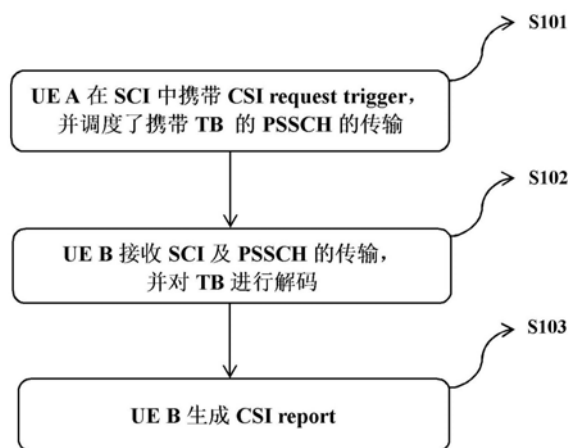 S101
UE A 在 SCI 中携带 CSI request trigger,
并调度了携带 TB 的 PSSCH 的传输
S102
UE B 接收 SCI 及 PSSCH 的传输,
并对 TB 进行解码
S103
UE B 生成 CSI report